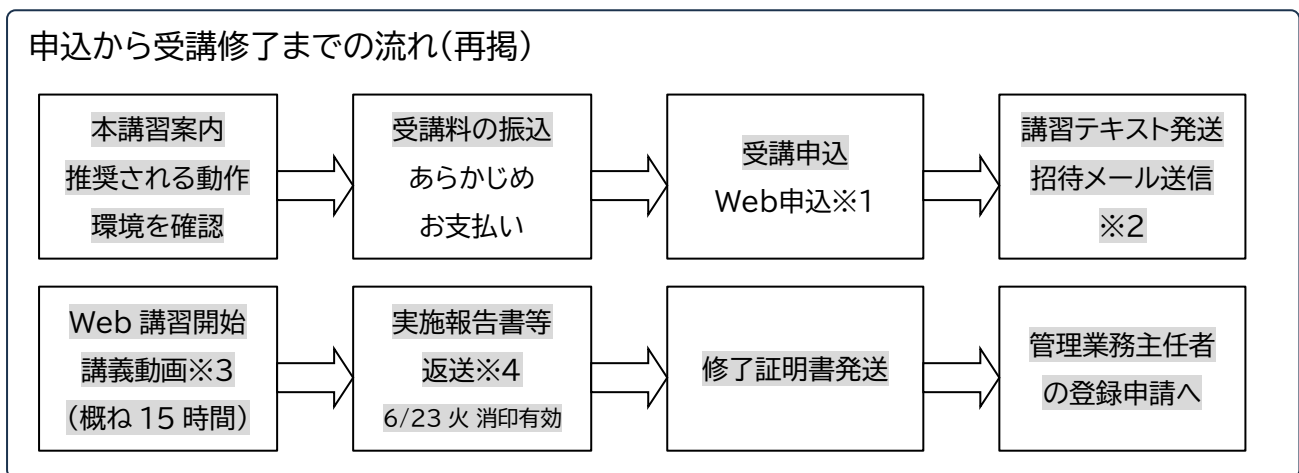 申込から受講修了までの流れ(再掲)
本講習案内
推奨される動作
環境を確認
受講料の振込
あらかじめ
お支払い
受講申込
Web申込※1
講習テキスト発送
招待メール送信
※2
Web 講習開始
講義動画※3
(概ね 15 時間)
実施報告書等
返送※4
6/23 火 消印有効
修了証明書発送
管理業務主任者
の登録申請へ